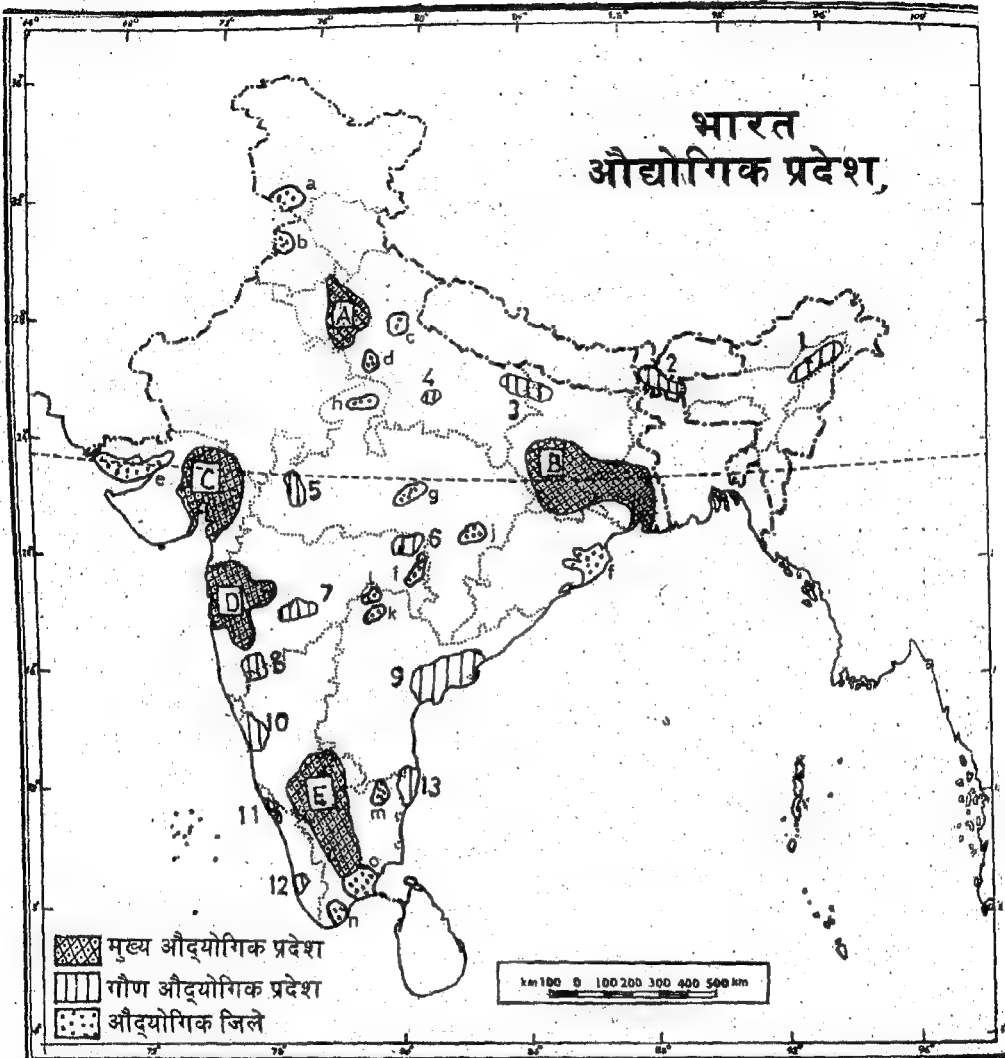 भारत
औद्योगिक प्रदेश
a
b
A
c
d
1
2
4
3
h
C
e
5
g
B
6
j
i
f
l
D
7
k
8
9
10
E
13
m
11
o
12
n
मुख्य औद्योगिक प्रदेश
गौण औद्योगिक प्रदेश
औद्योगिक जिले
km 100 0 100 200 300 400 500 km